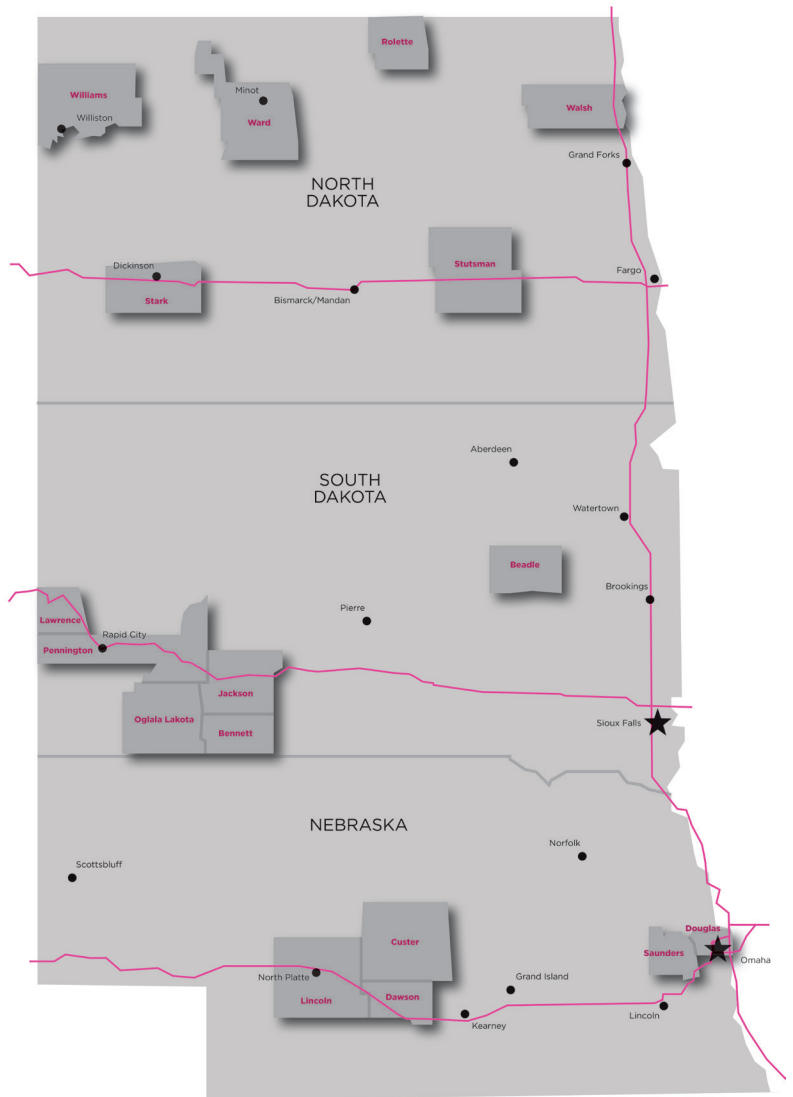 Rolette
Williams
Minot
Walsh
Williston
Ward
Grand Forks
NORTH
DAKOTA
Dickinson
Stutsman
Fargo
Stark
Bismarck/Mandan
Aberdeen
SOUTH
DAKOTA
Watertown
Beadle
Brookings
Pierre
Lawrence
Rapid City
Pennington
Jackson
Oglala Lakota
Sioux Falls
Bennett
NEBRASKA
Norfolk
Scottsbluff
Douglas
Custer
Saunders
Omaha
North Platte
Grand Island
Lincoln
Dawson
Lincoln
Kearney